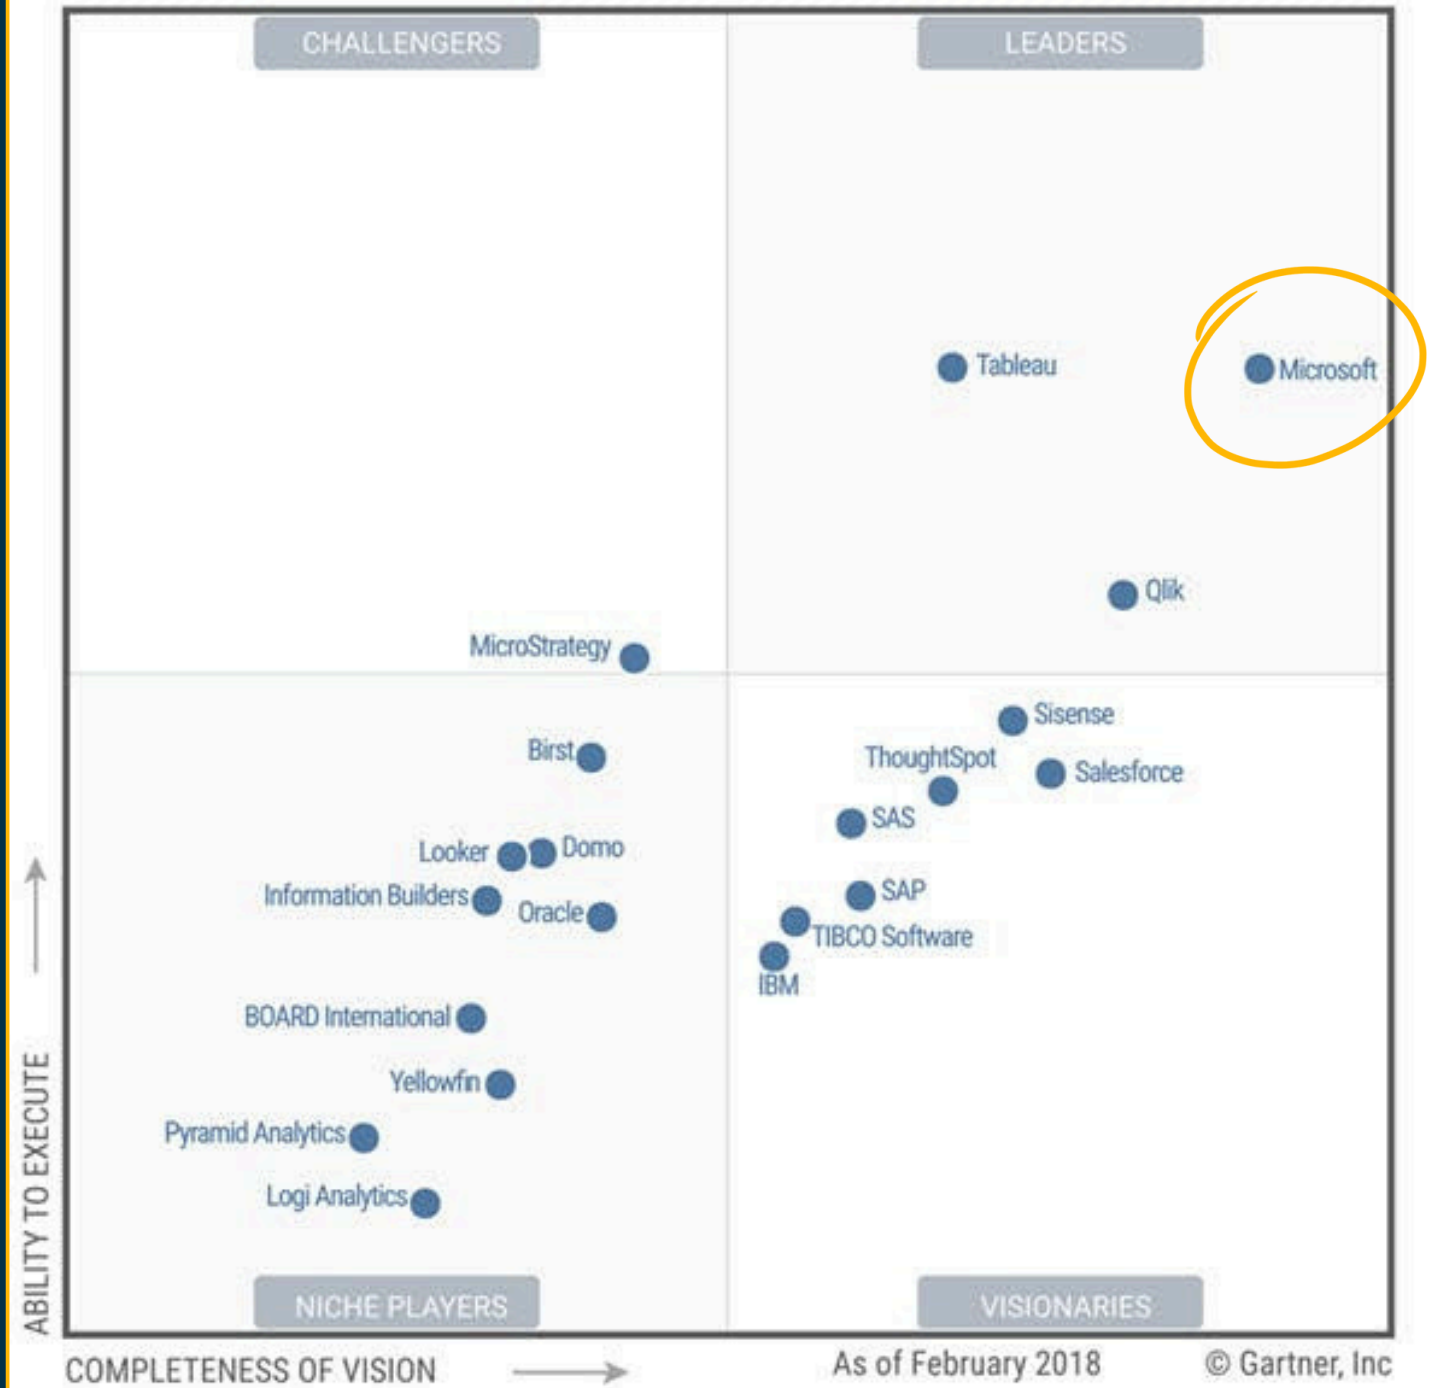 CHALLENGERS
LEADERS
Tableau
Microsoft
Qlik
MicroStrategy
Sisense
Birst
ThoughtSpot
Salesforce
SAS
Looker
Domo
Information Builders
SAP
Oracle
TIBCO Software
IBM
BOARD International
Yellowfin
Pyramid Analytics
Logi Analytics
NICHE PLAYERS
VISIONARIES
ABILITY TO EXECUTE
COMPLETENESS OF VISION
As of February 2018
© Gartner, Inc